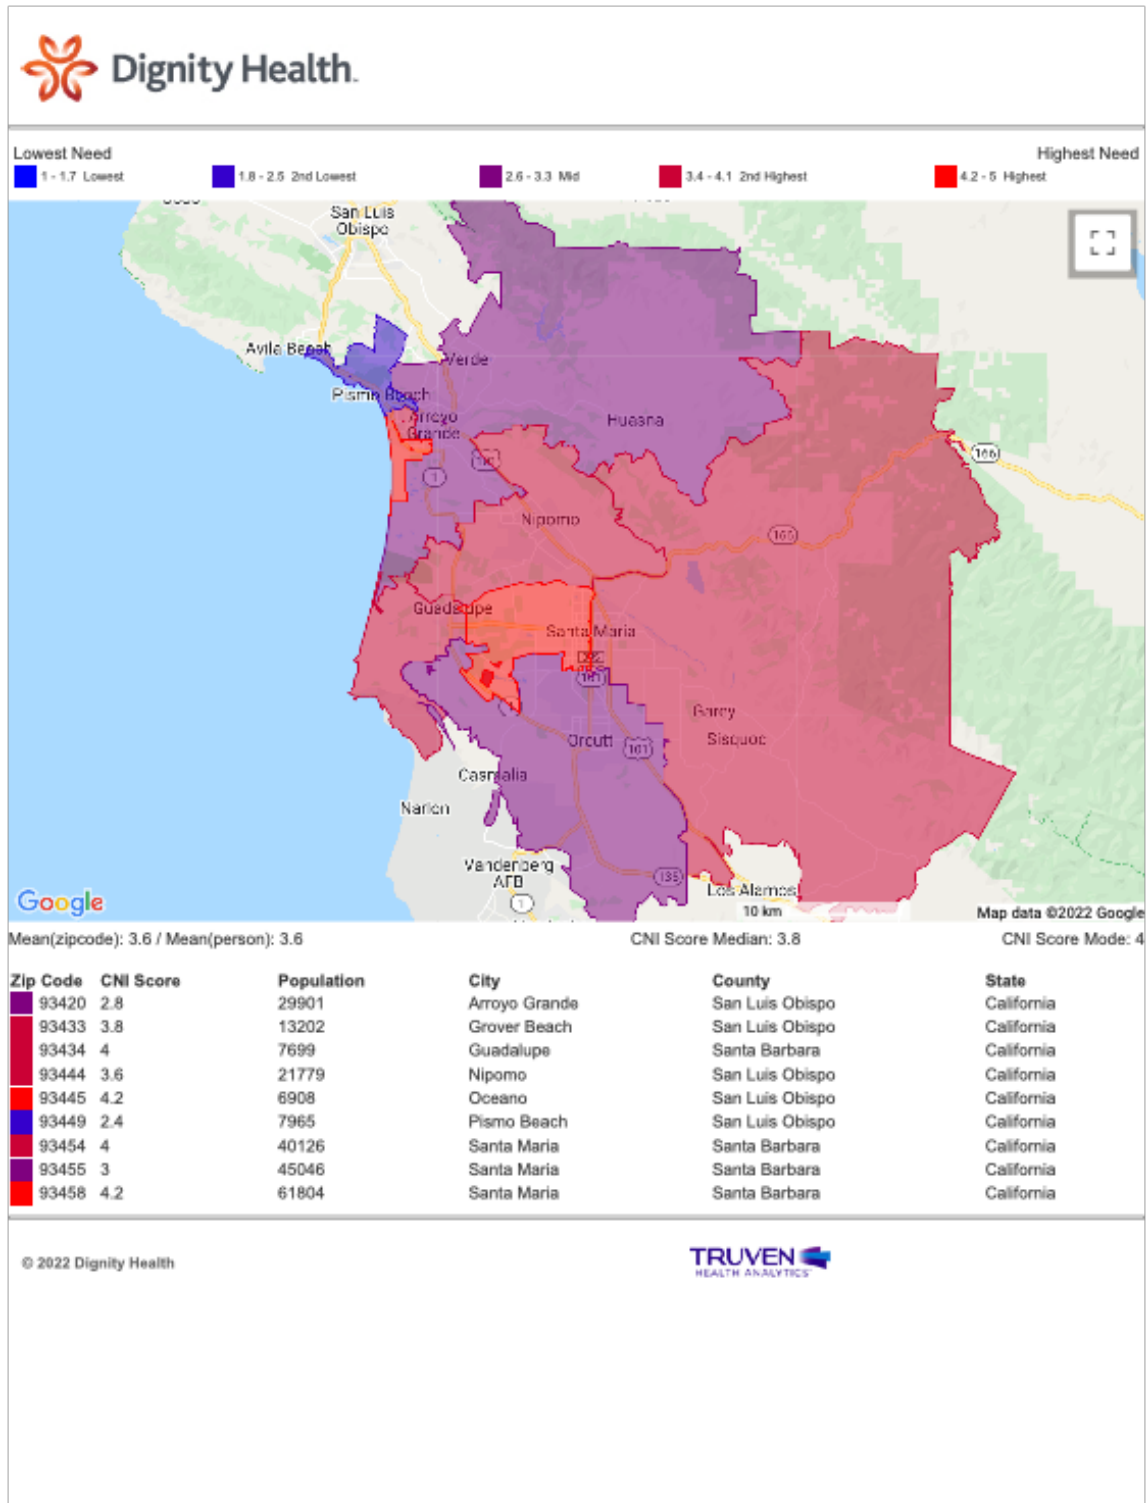 Dignity Health
Lowest Need Highest Need
1 - 1.7 Lowest 1.8 - 2.5 2nd Lowest 2.6 - 3.3 Mid 3.4 - 4.1 2nd Highest 4.2 - 5 Highest
San Luis
Obispo
Avila Beach
Verde
Pismo Beach
Arroyo
Grande
Huasna
166
1
Nipomo
166
Guadalupe
Santa Maria
101
Garey
Orcutt
Sisquoc
101
Casmalia
Narlon
Vandenberg
AFB
135
Los Alamos
1
Google
10 km
Map data ©2022 Google
Mean(zipcode): 3.6 / Mean(person): 3.6 CNI Score Median: 3.8 CNI Score Mode: 4
Zip Code CNI Score Population City County State
93420 2.8 29901 Arroyo Grande San Luis Obispo California
93433 3.8 13202 Grover Beach San Luis Obispo California
93434 4 7699 Guadalupe Santa Barbara California
93444 3.6 21779 Nipomo San Luis Obispo California
93445 4.2 6908 Oceano San Luis Obispo California
93449 2.4 7965 Pismo Beach San Luis Obispo California
93454 4 40126 Santa Maria Santa Barbara California
93455 3 45046 Santa Maria Santa Barbara California
93458 4.2 61804 Santa Maria Santa Barbara California
© 2022 Dignity Health
TRUVEN
HEALTH ANALYTICS